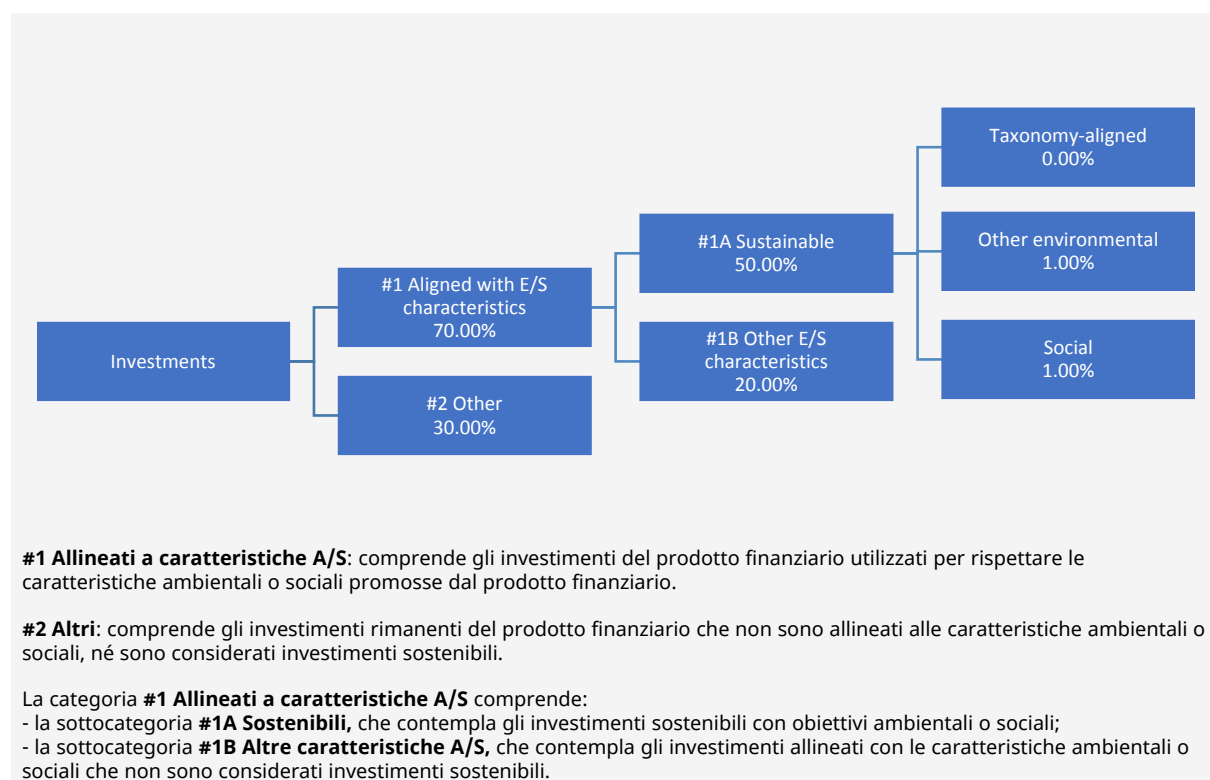 Taxonomy-aligned
0.00%
#1A Sustainable
50.00%
Other environmental
1.00%
#1 Aligned with E/S
characteristics
70.00%
Investments
#1B Other E/S
characteristics
20.00%
Social
1.00%
#2 Other
30.00%
#1 Allineati a caratteristiche A/S: comprende gli investimenti del prodotto finanziario utilizzati per rispettare le
caratteristiche ambientali o sociali promosse dal prodotto finanziario.
#2 Altri: comprende gli investimenti rimanenti del prodotto finanziario che non sono allineati alle caratteristiche ambientali o
sociali, né sono considerati investimenti sostenibili.
La categoria #1 Allineati a caratteristiche A/S comprende:
- la sottocategoria #1A Sostenibili, che contempla gli investimenti sostenibili con obiettivi ambientali o sociali;
- la sottocategoria #1B Altre caratteristiche A/S, che contempla gli investimenti allineati con le caratteristiche ambientali o
sociali che non sono considerati investimenti sostenibili.